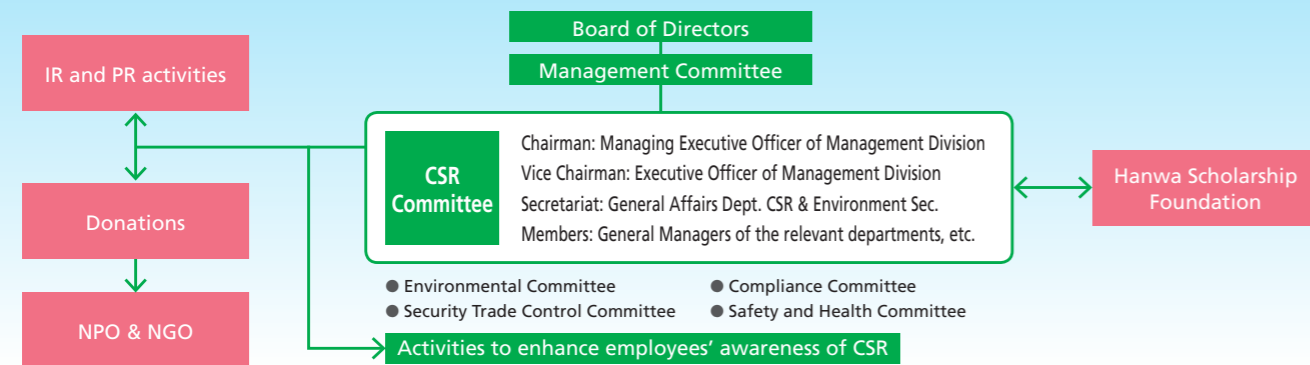 Board of Directors
Management Committee
IR and PR activities
Donations
NPO & NGO
CSR
Committee
Chairman: Managing Executive Officer of Management Division
Vice Chairman: Executive Officer of Management Division
Secretariat: General Affairs Dept. CSR & Environment Sec.
Members: General Managers of the relevant departments, etc.
Hanwa Scholarship
Foundation
● Environmental Committee
● Compliance Committee
● Security Trade Control Committee
● Safety and Health Committee
Activities to enhance employees’ awareness of CSR